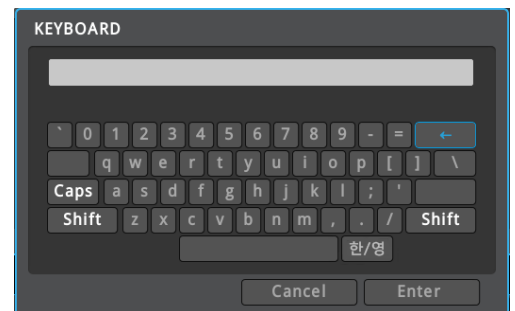 KEYBOARD
` 0 1 2 3 4 5 6 7 8 9 - = ←
q w e r t y u i o p [ ] \
Caps a s d f g h j k l ; '
Shift z x c v b n m , . / Shift
한/영
Cancel Enter